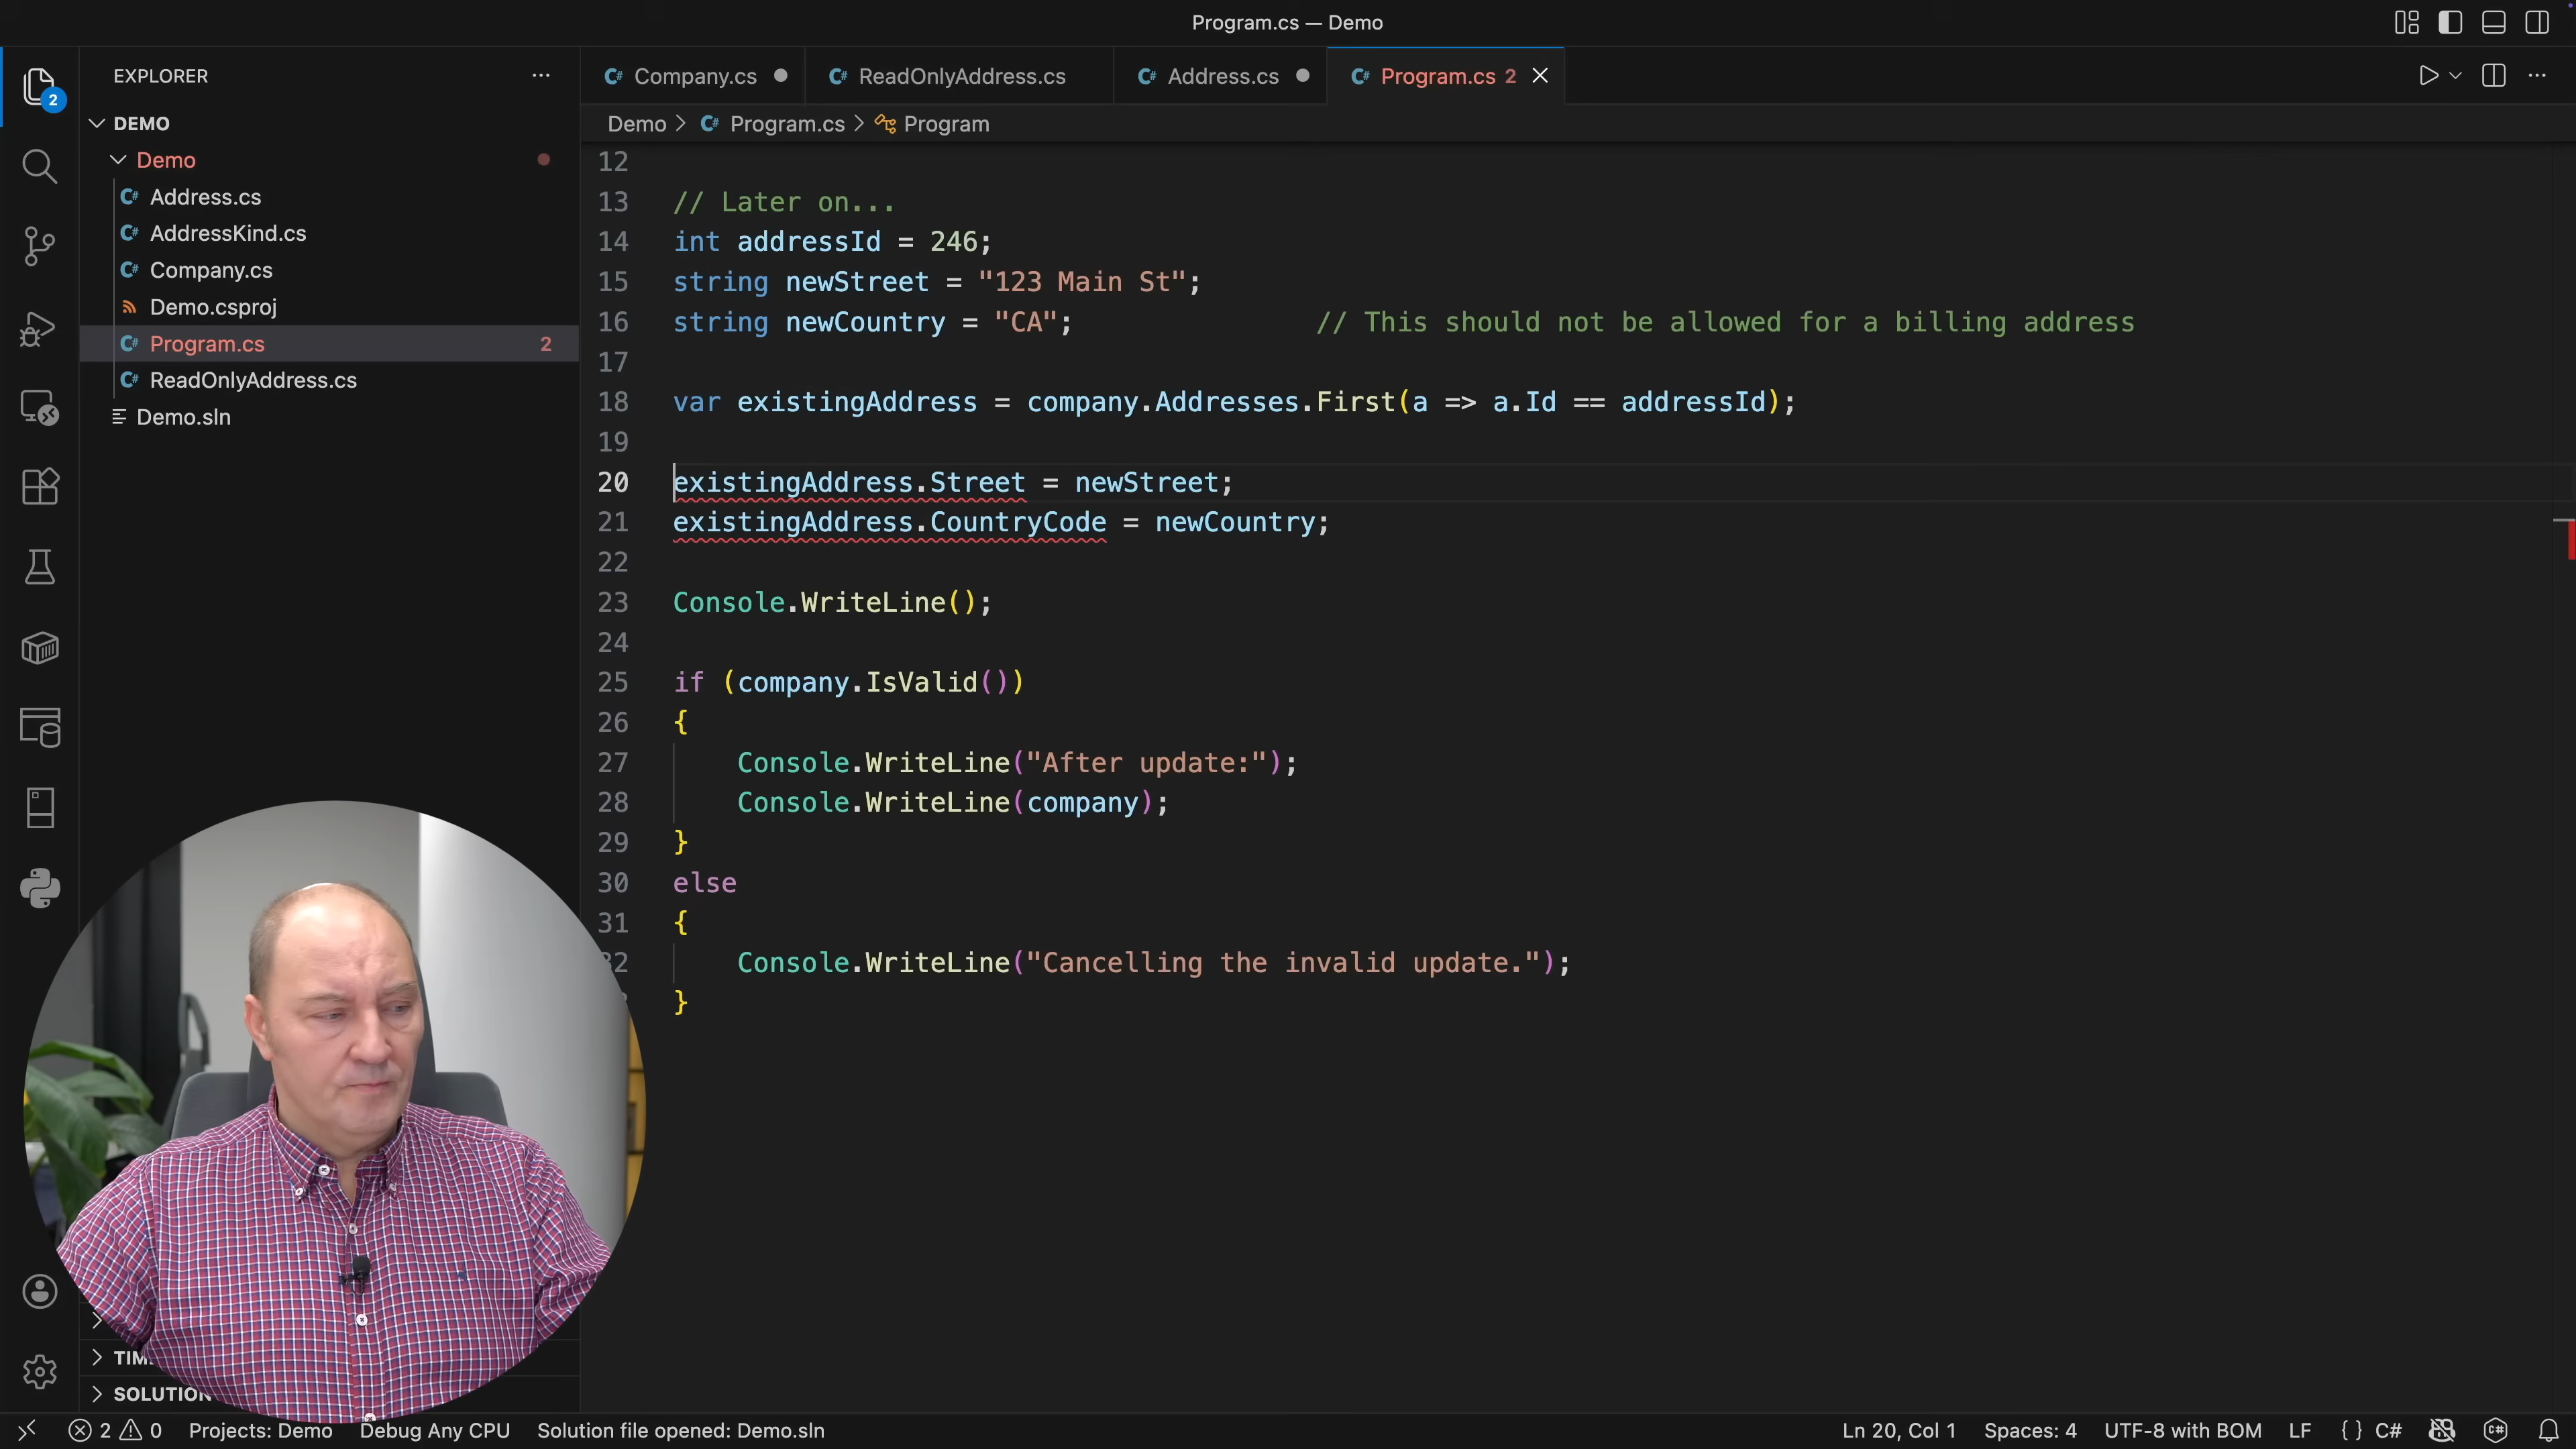 Program.cs — Demo
EXPLORER
DEMO
Demo
Address.cs
AddressKind.cs
Company.cs
Demo.csproj
Program.cs 2
ReadOnlyAddress.cs
Demo.sln
2
SOLUTION
Company.cs
ReadOnlyAddress.cs
Address.cs
Program.cs 2
Demo > Program.cs > Program
12
13 // Later on...
14 int addressId = 246;
15 string newStreet = "123 Main St";
16 string newCountry = "CA"; // This should not be allowed for a billing address
17
18 var existingAddress = company.Addresses.First(a => a.Id == addressId);
19
20 existingAddress.Street = newStreet;
21 existingAddress.CountryCode = newCountry;
22
23 Console.WriteLine();
24
25 if (company.IsValid())
26 {
27 Console.WriteLine("After update:");
28 Console.WriteLine(company);
29 }
30 else
31 {
Console.WriteLine("Cancelling the invalid update.");
}
2 0 Projects: Demo Debug Any CPU Solution file opened: Demo.sln
Ln 20, Col 1 Spaces: 4 UTF-8 with BOM LF { } C#